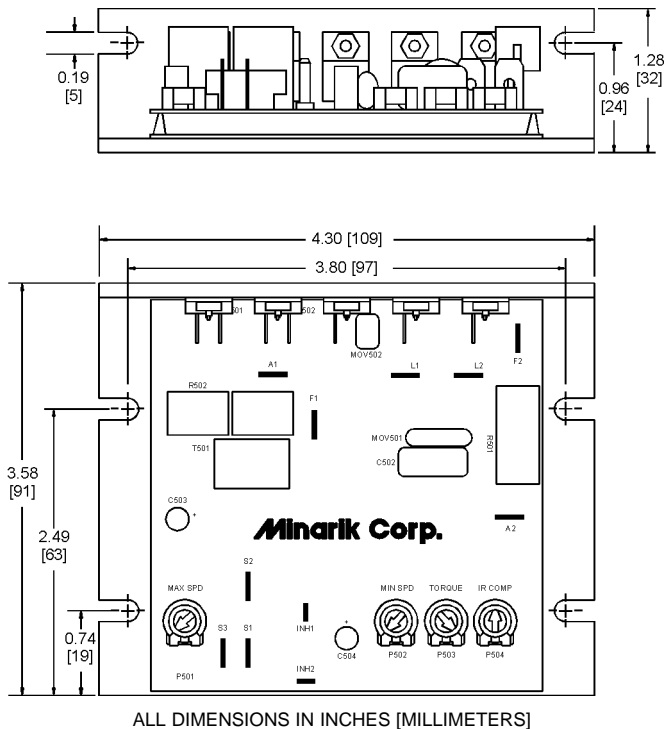 0.19
[5]
0.96
[24]
1.28
[32]
4.30 [109]
3.80 [97]
501
502
MOV502
F2
A1
L1
L2
R502
F1
MOV501
R501
T501
C502
3.58
[91]
C503
+
2.49
[63]
Minarik Corp.
A2
S2
MAX SPD
MIN SPD
TORQUE
IR COMP
0.74
[19]
S3
S1
INH1
+
C504
P502
P503
P504
P501
INH2
ALL DIMENSIONS IN INCHES [MILLIMETERS]